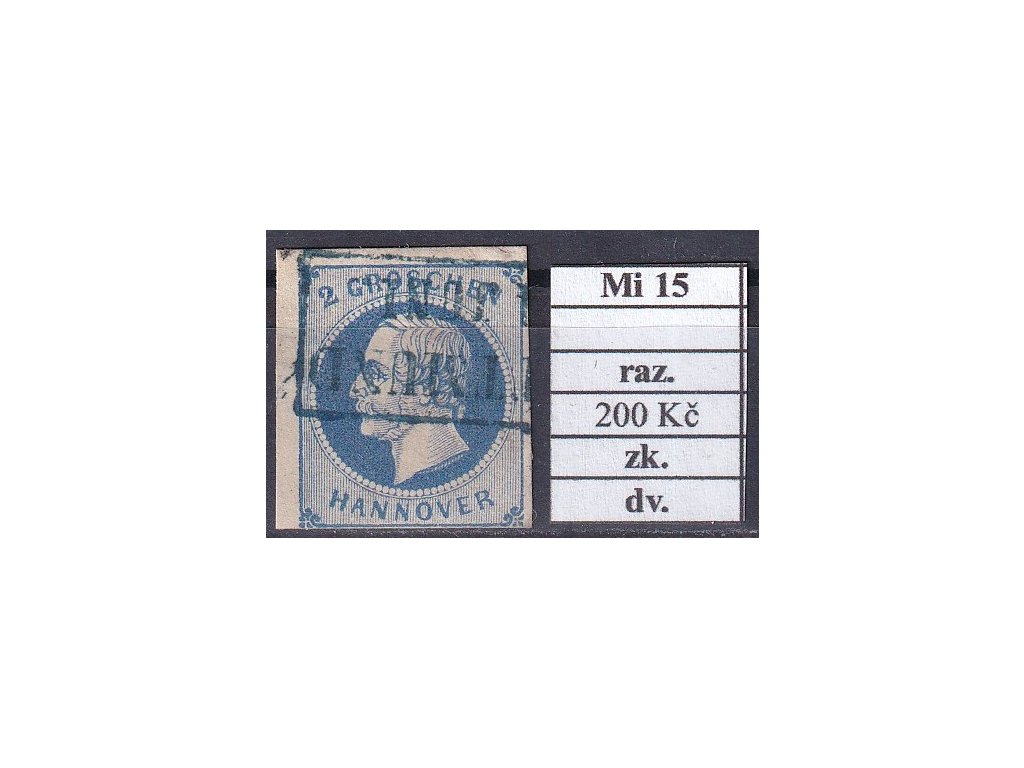 2 GROSCHEN
HANNOVER
Mi 15
raz.
200 Kč
zk.
dv.